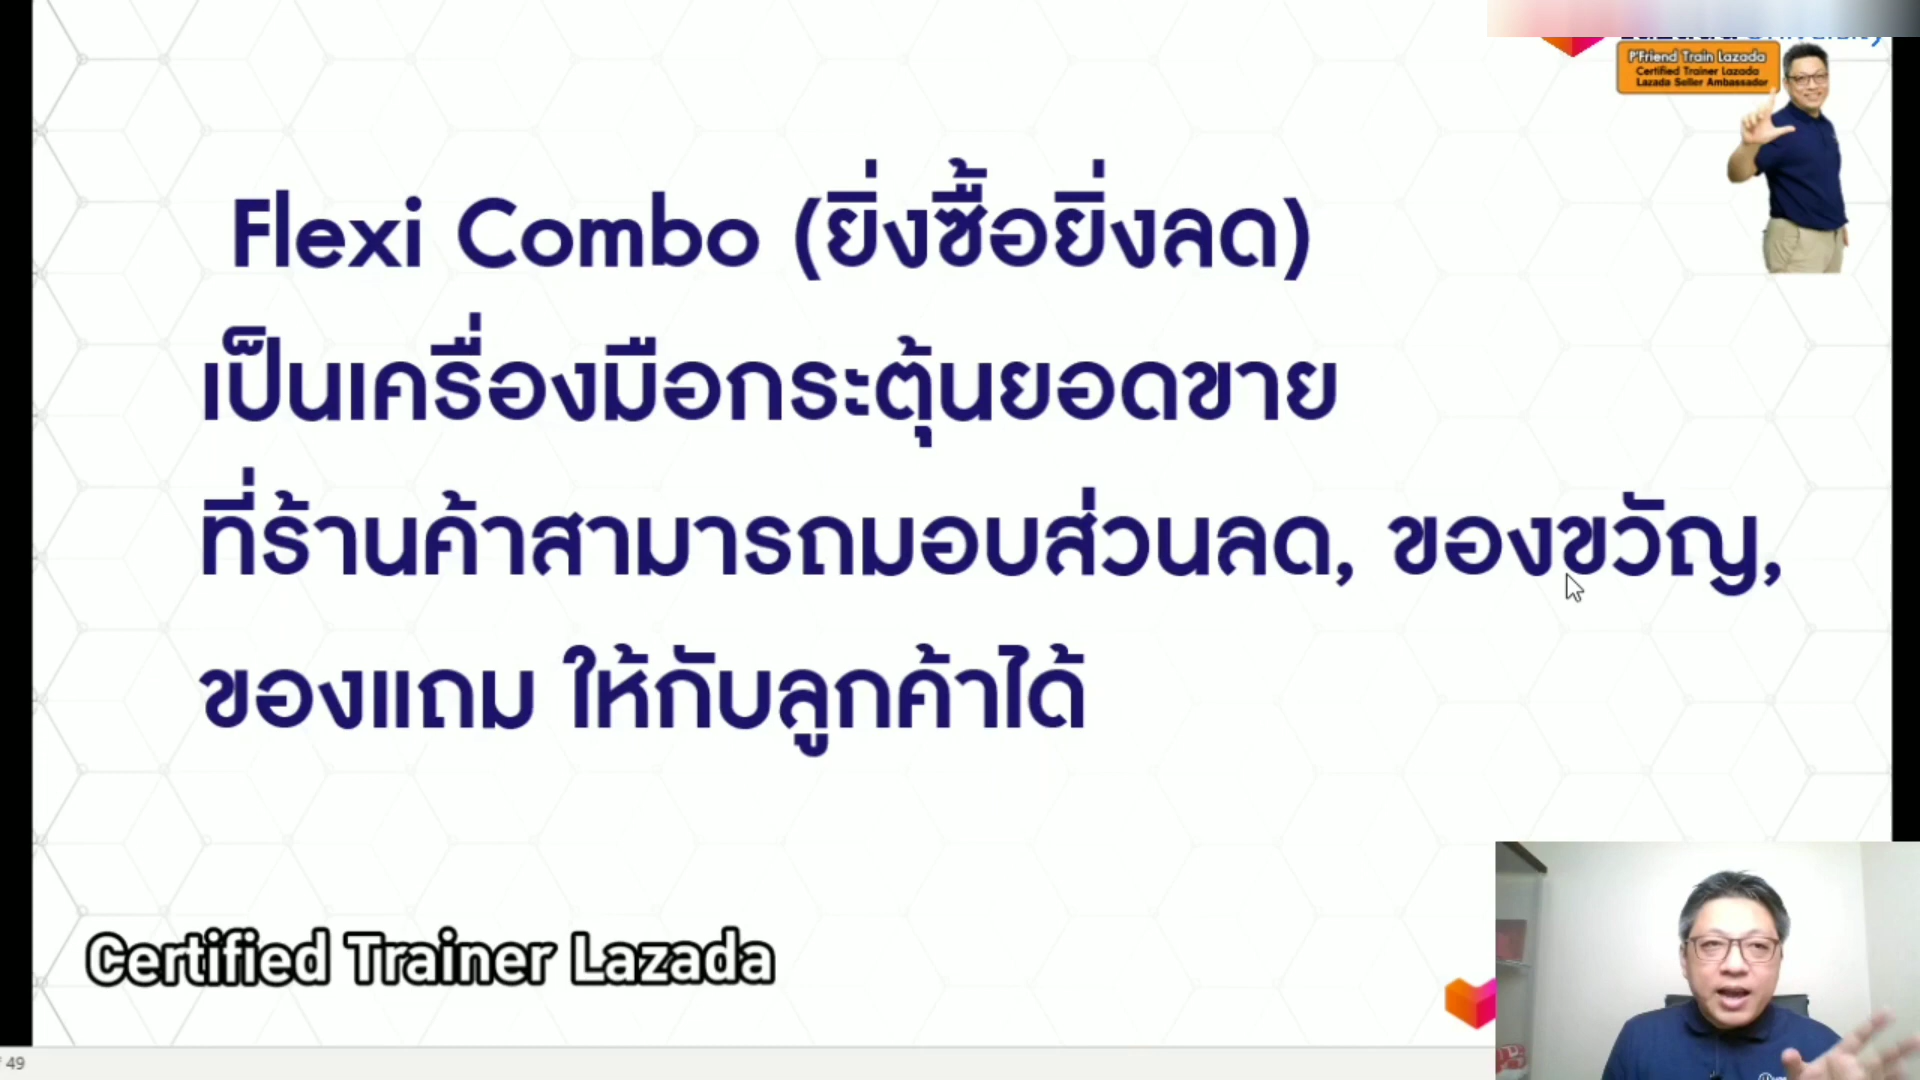 P'Friend Train Lazada
Certified Trainer Lazada
Lazada Seller Ambassador
Flexi Combo (ยิ่งซื้อยิ่งลด)
เป็นเครื่องมือกระตุ้นยอดขาย
ที่ร้านค้าสามารถมอบส่วนลด, ของขวัญ,
ของแถม ให้กับลูกค้าได้
Certified Trainer Lazada
49